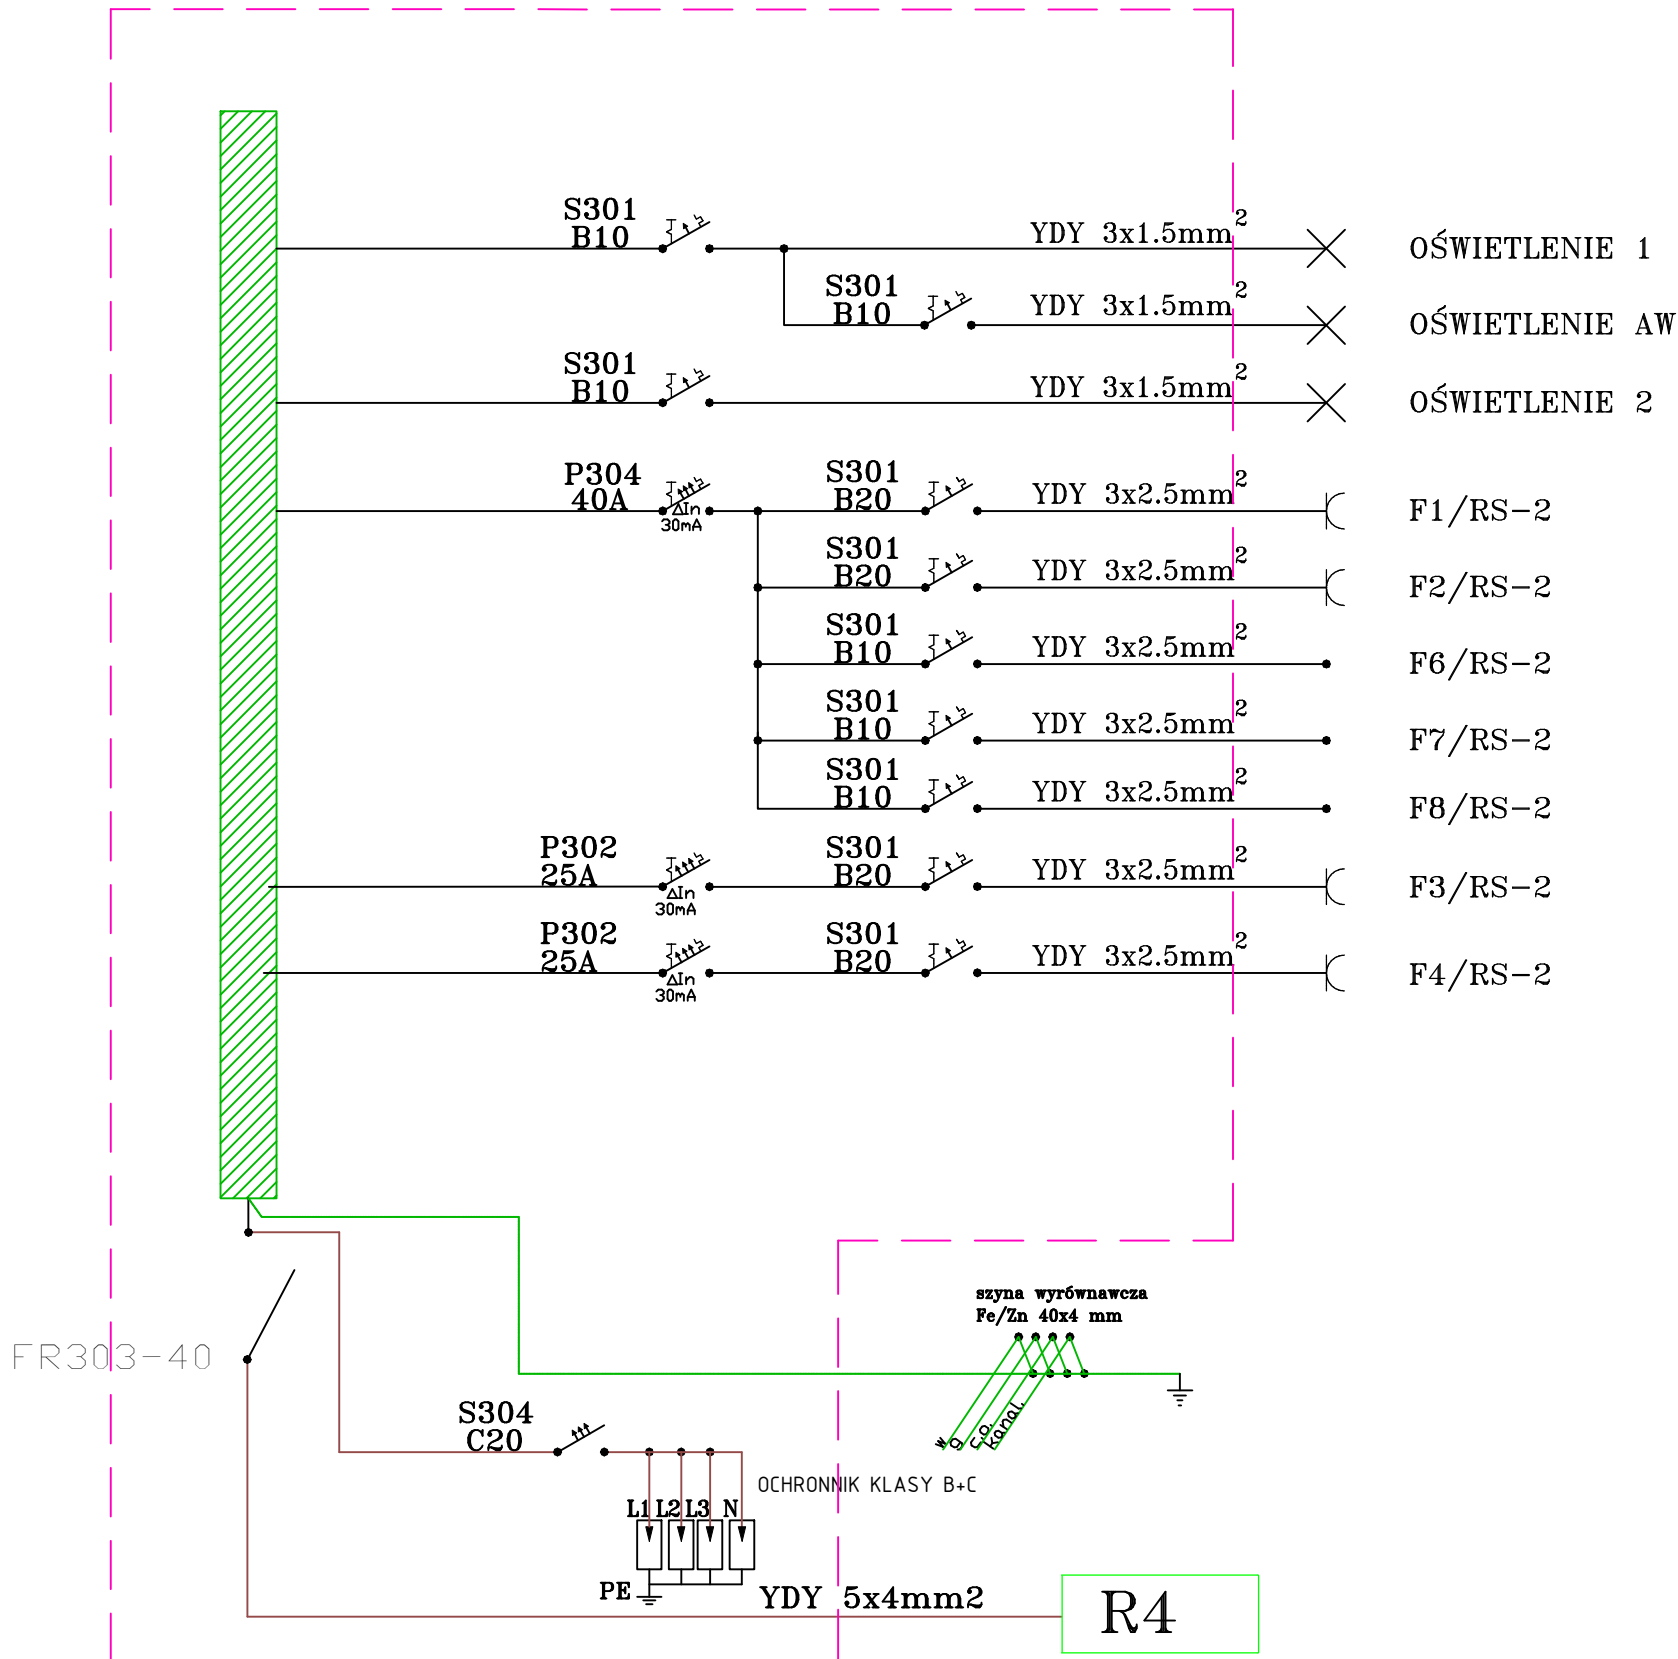 S301
B10
YDY 3x1.5mm²
OŚWIETLENIE 1
S301
B10
YDY 3x1.5mm²
OŚWIETLENIE AW
S301
B10
YDY 3x1.5mm²
OŚWIETLENIE 2
P304
40A
ΔIn
30mA
S301
B20
YDY 3x2.5mm²
F1/RS-2
S301
B20
YDY 3x2.5mm²
F2/RS-2
S301
B10
YDY 3x2.5mm²
F6/RS-2
S301
B10
YDY 3x2.5mm²
F7/RS-2
S301
B10
YDY 3x2.5mm²
F8/RS-2
P302
25A
ΔIn
30mA
S301
B20
YDY 3x2.5mm²
F3/RS-2
P302
25A
ΔIn
30mA
S301
B20
YDY 3x2.5mm²
F4/RS-2
szyna wyrównawcza
Fe/Zn 40x4 mm
FR303-40
w
g
c.o.
kanal.
S304
C20
OCHRONNIK KLASY B+C
L1 L2 L3 N
PE
YDY 5x4mm2
R4